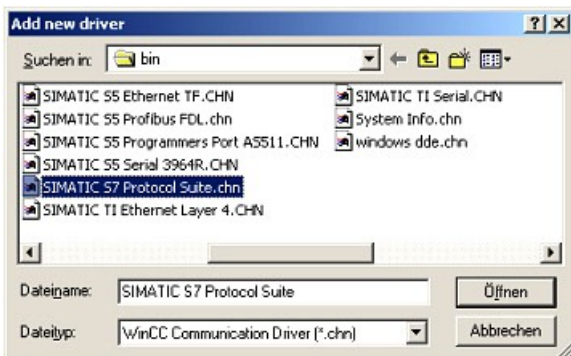 Add new driver
Suchen in: bin
SIMATIC S5 Ethernet TF.CHN
SIMATIC S5 Profibus FDL.chn
SIMATIC S5 Programmers Port AS511.CHN
SIMATIC S5 Serial 3964R.CHN
SIMATIC S7 Protocol Suite.chn
SIMATIC TI Ethernet Layer 4.CHN
SIMATIC TI Serial.CHN
System Info.chn
windows dde.chn
Dateiname: SIMATIC S7 Protocol Suite Öffnen
Dateityp: WinCC Communication Driver (*.chn) Abbrechen